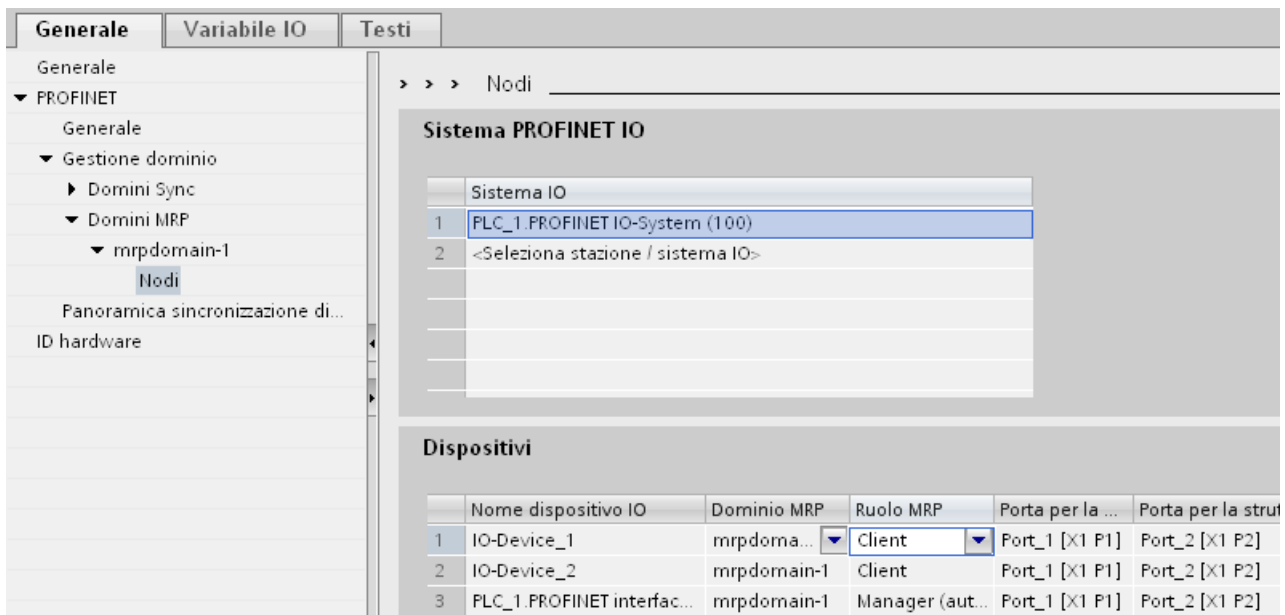 Generale Variabile IO Testi
Generale
PROFINET
Generale
Gestione dominio
Domini Sync
Domini MRP
mrpdomain-1
Nodi
Panoramica sincronizzazione di...
ID hardware
> > > Nodi
Sistema PROFINET IO
Sistema IO
1 PLC_1.PROFINET IO-System (100)
2 <Seleziona stazione / sistema IO>
Dispositivi
Nome dispositivo IO Dominio MRP Ruolo MRP Porta per la ... Porta per la strut
1 IO-Device_1 mrpdoma... Client Port_1 [X1 P1] Port_2 [X1 P2]
2 IO-Device_2 mrpdomain-1 Client Port_1 [X1 P1] Port_2 [X1 P2]
3 PLC_1.PROFINET interfac... mrpdomain-1 Manager (aut... Port_1 [X1 P1] Port_2 [X1 P2]